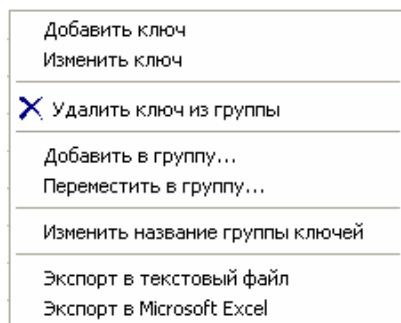 Добавить ключ
Изменить ключ
Удалить ключ из группы
Добавить в группу...
Переместить в группу...
Изменить название группы ключей
Экспорт в текстовый файл
Экспорт в Microsoft Excel